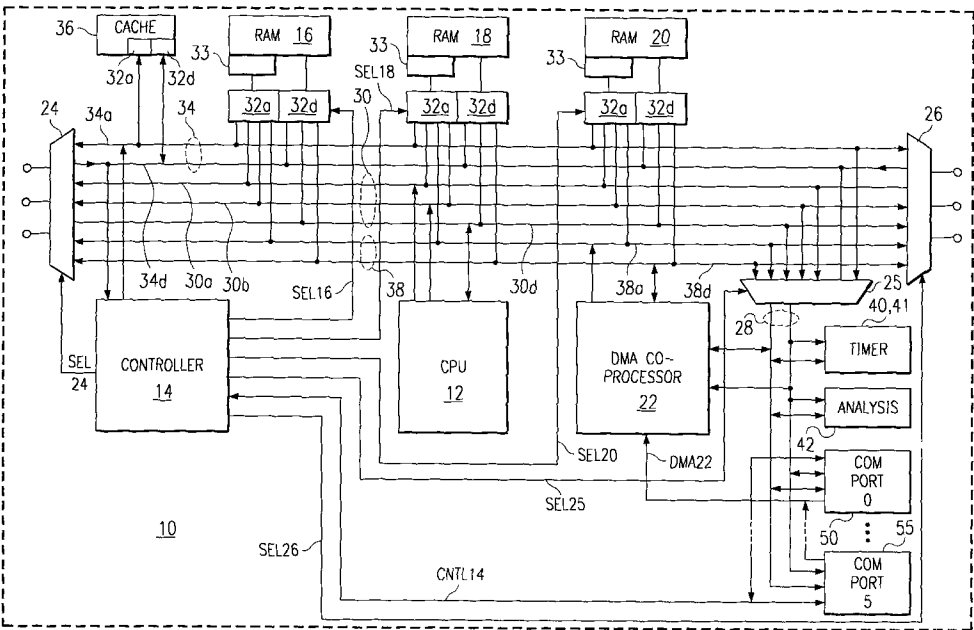 36
CACHE
32a 32d
RAM 16
33
32a 32d
RAM 18
33
SEL18
32a 32d
30
RAM 20
33
32a 32d
24
34a
34
26
34d
30a
30b
SEL16
38
30d
38a
38d
25
28
40,41
SEL
24
CONTROLLER
14
CPU
12
DMA CO-
PROCESSOR
22
TIMER
ANALYSIS
42
SEL20
DMA22
SEL25
COM
PORT
0
50
55
COM
PORT
5
10
SEL26
CNTL14